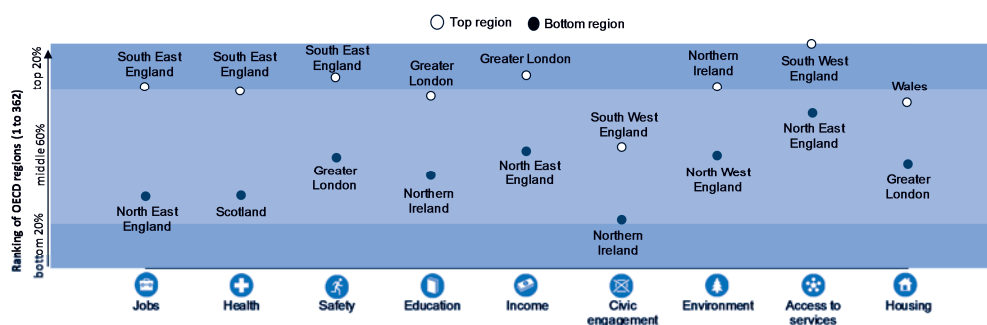 Top region
Bottom region
Ranking of OECD regions (1 to 362)
top 20%
middle 60%
bottom 20%
South East
England
North East
England
South East
England
Scotland
South East
England
Greater
London
Greater
London
Northern
Ireland
Greater London
North East
England
South West
England
Northern
Ireland
Northern
Ireland
North West
England
South West
England
North East
England
Wales
Greater
London
Jobs
Health
Safety
Education
Income
Civic
engagement
Environment
Access to
services
Housing